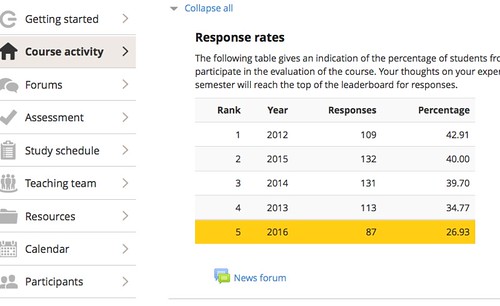 Getting started
Course activity
Forums
Assessment
Study schedule
Teaching team
Resources
Calendar
Participants
Collapse all
Response rates
The following table gives an indication of the percentage of students
participate in the evaluation of the course. Your thoughts on your
semester will reach the top of the leaderboard for responses.
Rank Year Responses Percentage
1 2012 109 42.91
2 2015 132 40.00
3 2014 131 39.70
4 2013 113 34.77
5 2016 87 26.93
News forum